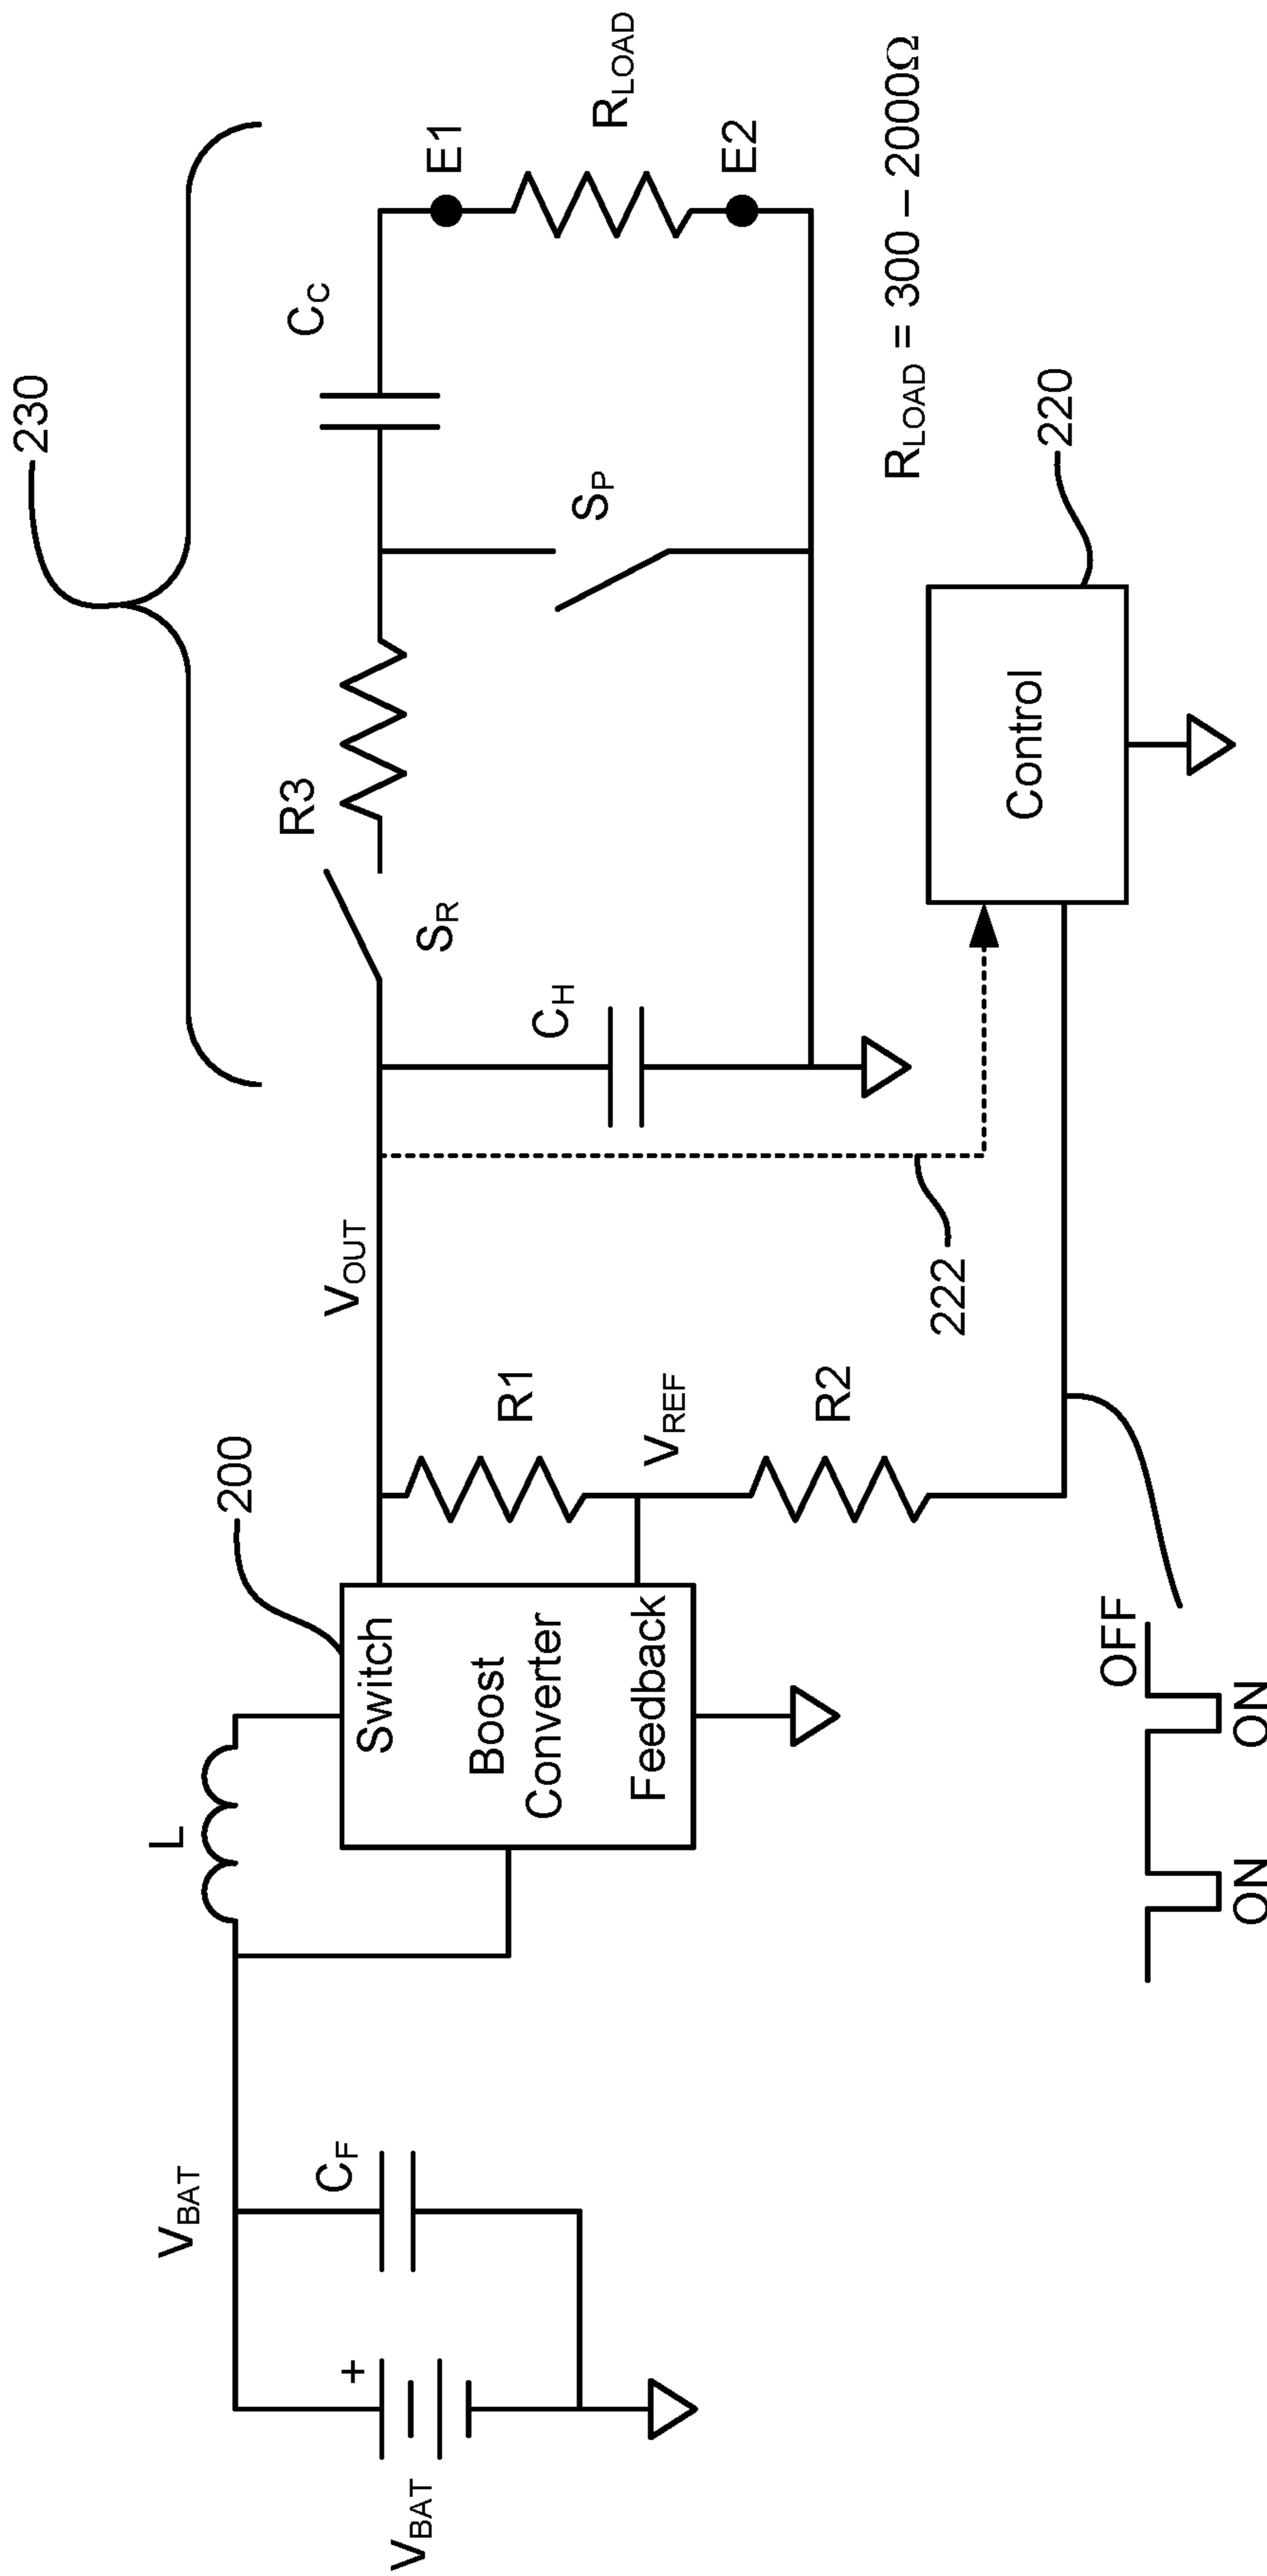 230
V_BAT
V_BAT
+
C_F
L
200
Switch
Boost
Converter
Feedback
V_OUT
R1
V_REF
R2
222
C_H
S_R
R3
S_P
C_C
E1
R_LOAD
E2
R_LOAD = 300 – 2000Ω
Control
220
OFF
ON
ON